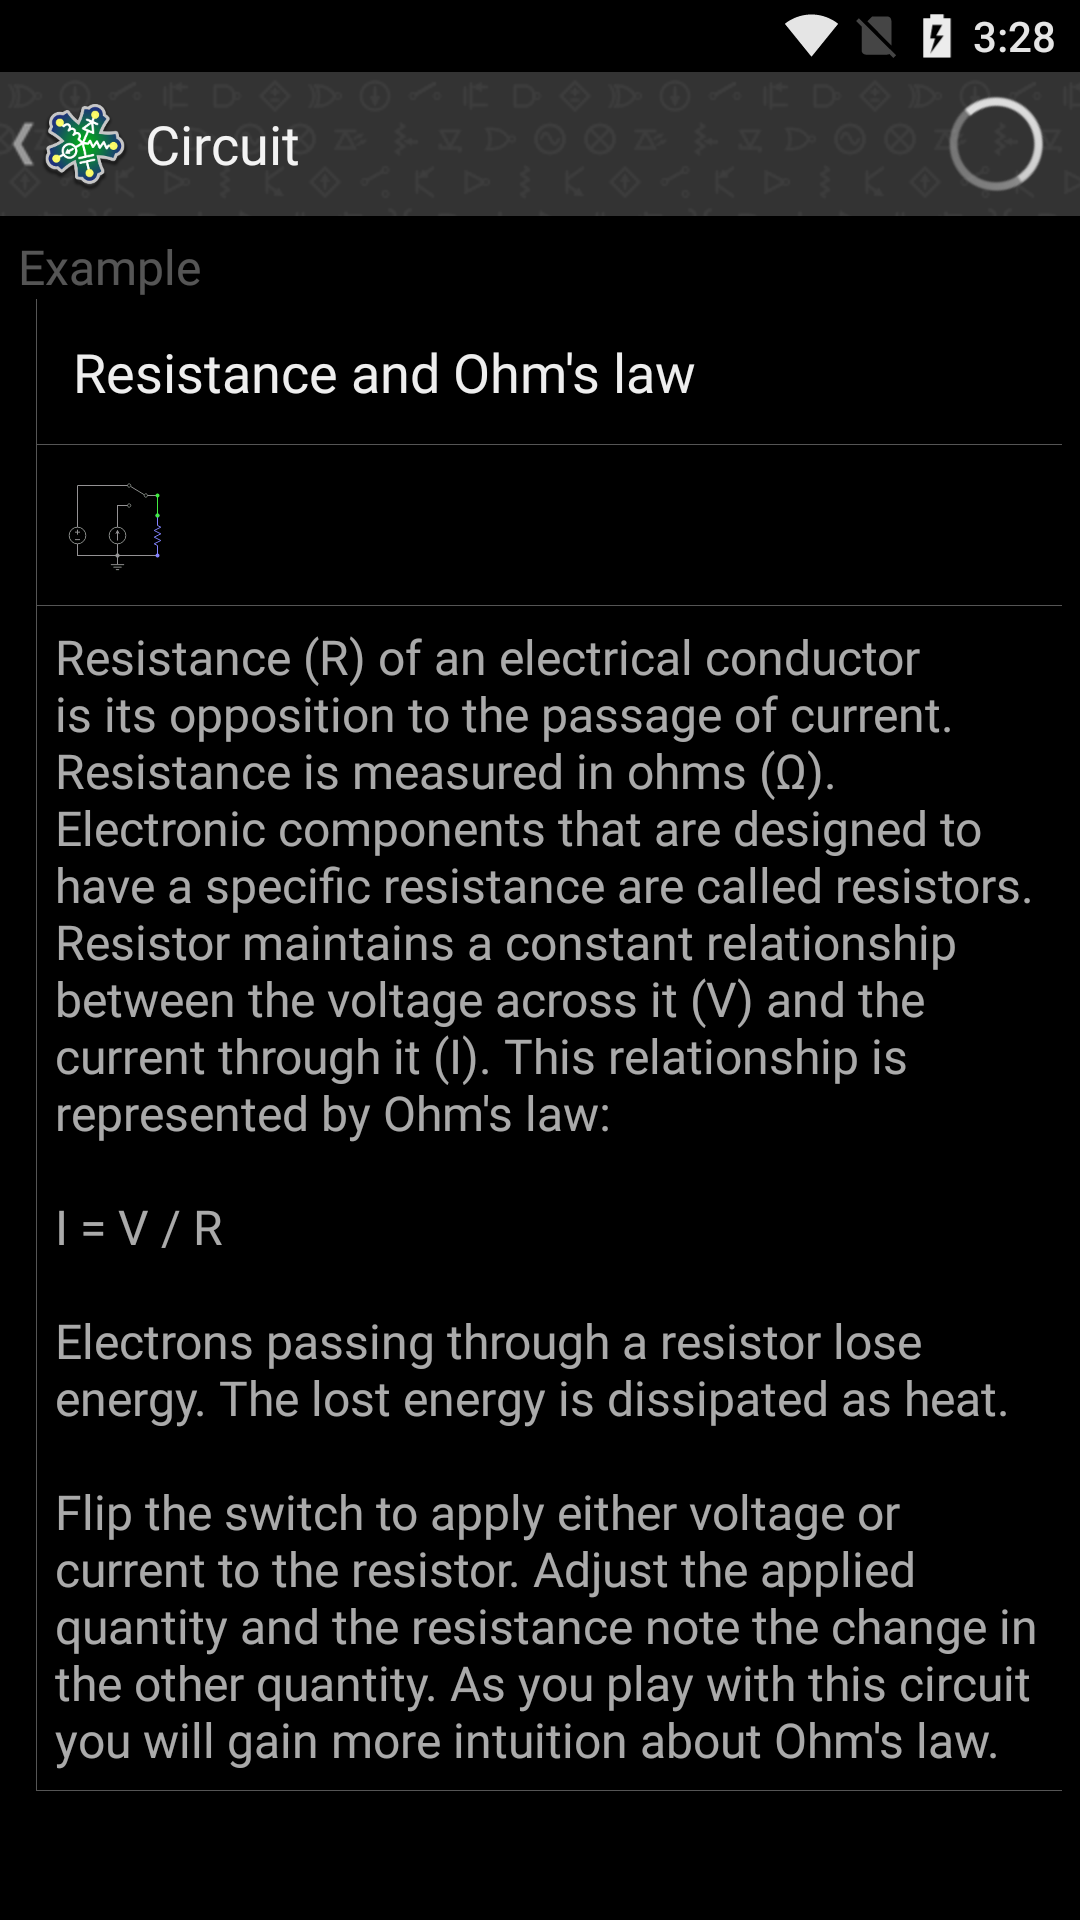 3:28
Circuit
Example
Resistance and Ohm's law
Resistance (R) of an electrical conductor
is its opposition to the passage of current.
Resistance is measured in ohms (Ω).
Electronic components that are designed to
have a specific resistance are called resistors.
Resistor maintains a constant relationship
between the voltage across it (V) and the
current through it (I). This relationship is
represented by Ohm's law:
I = V / R
Electrons passing through a resistor lose
energy. The lost energy is dissipated as heat.
Flip the switch to apply either voltage or
current to the resistor. Adjust the applied
quantity and the resistance note the change in
the other quantity. As you play with this circuit
you will gain more intuition about Ohm's law.